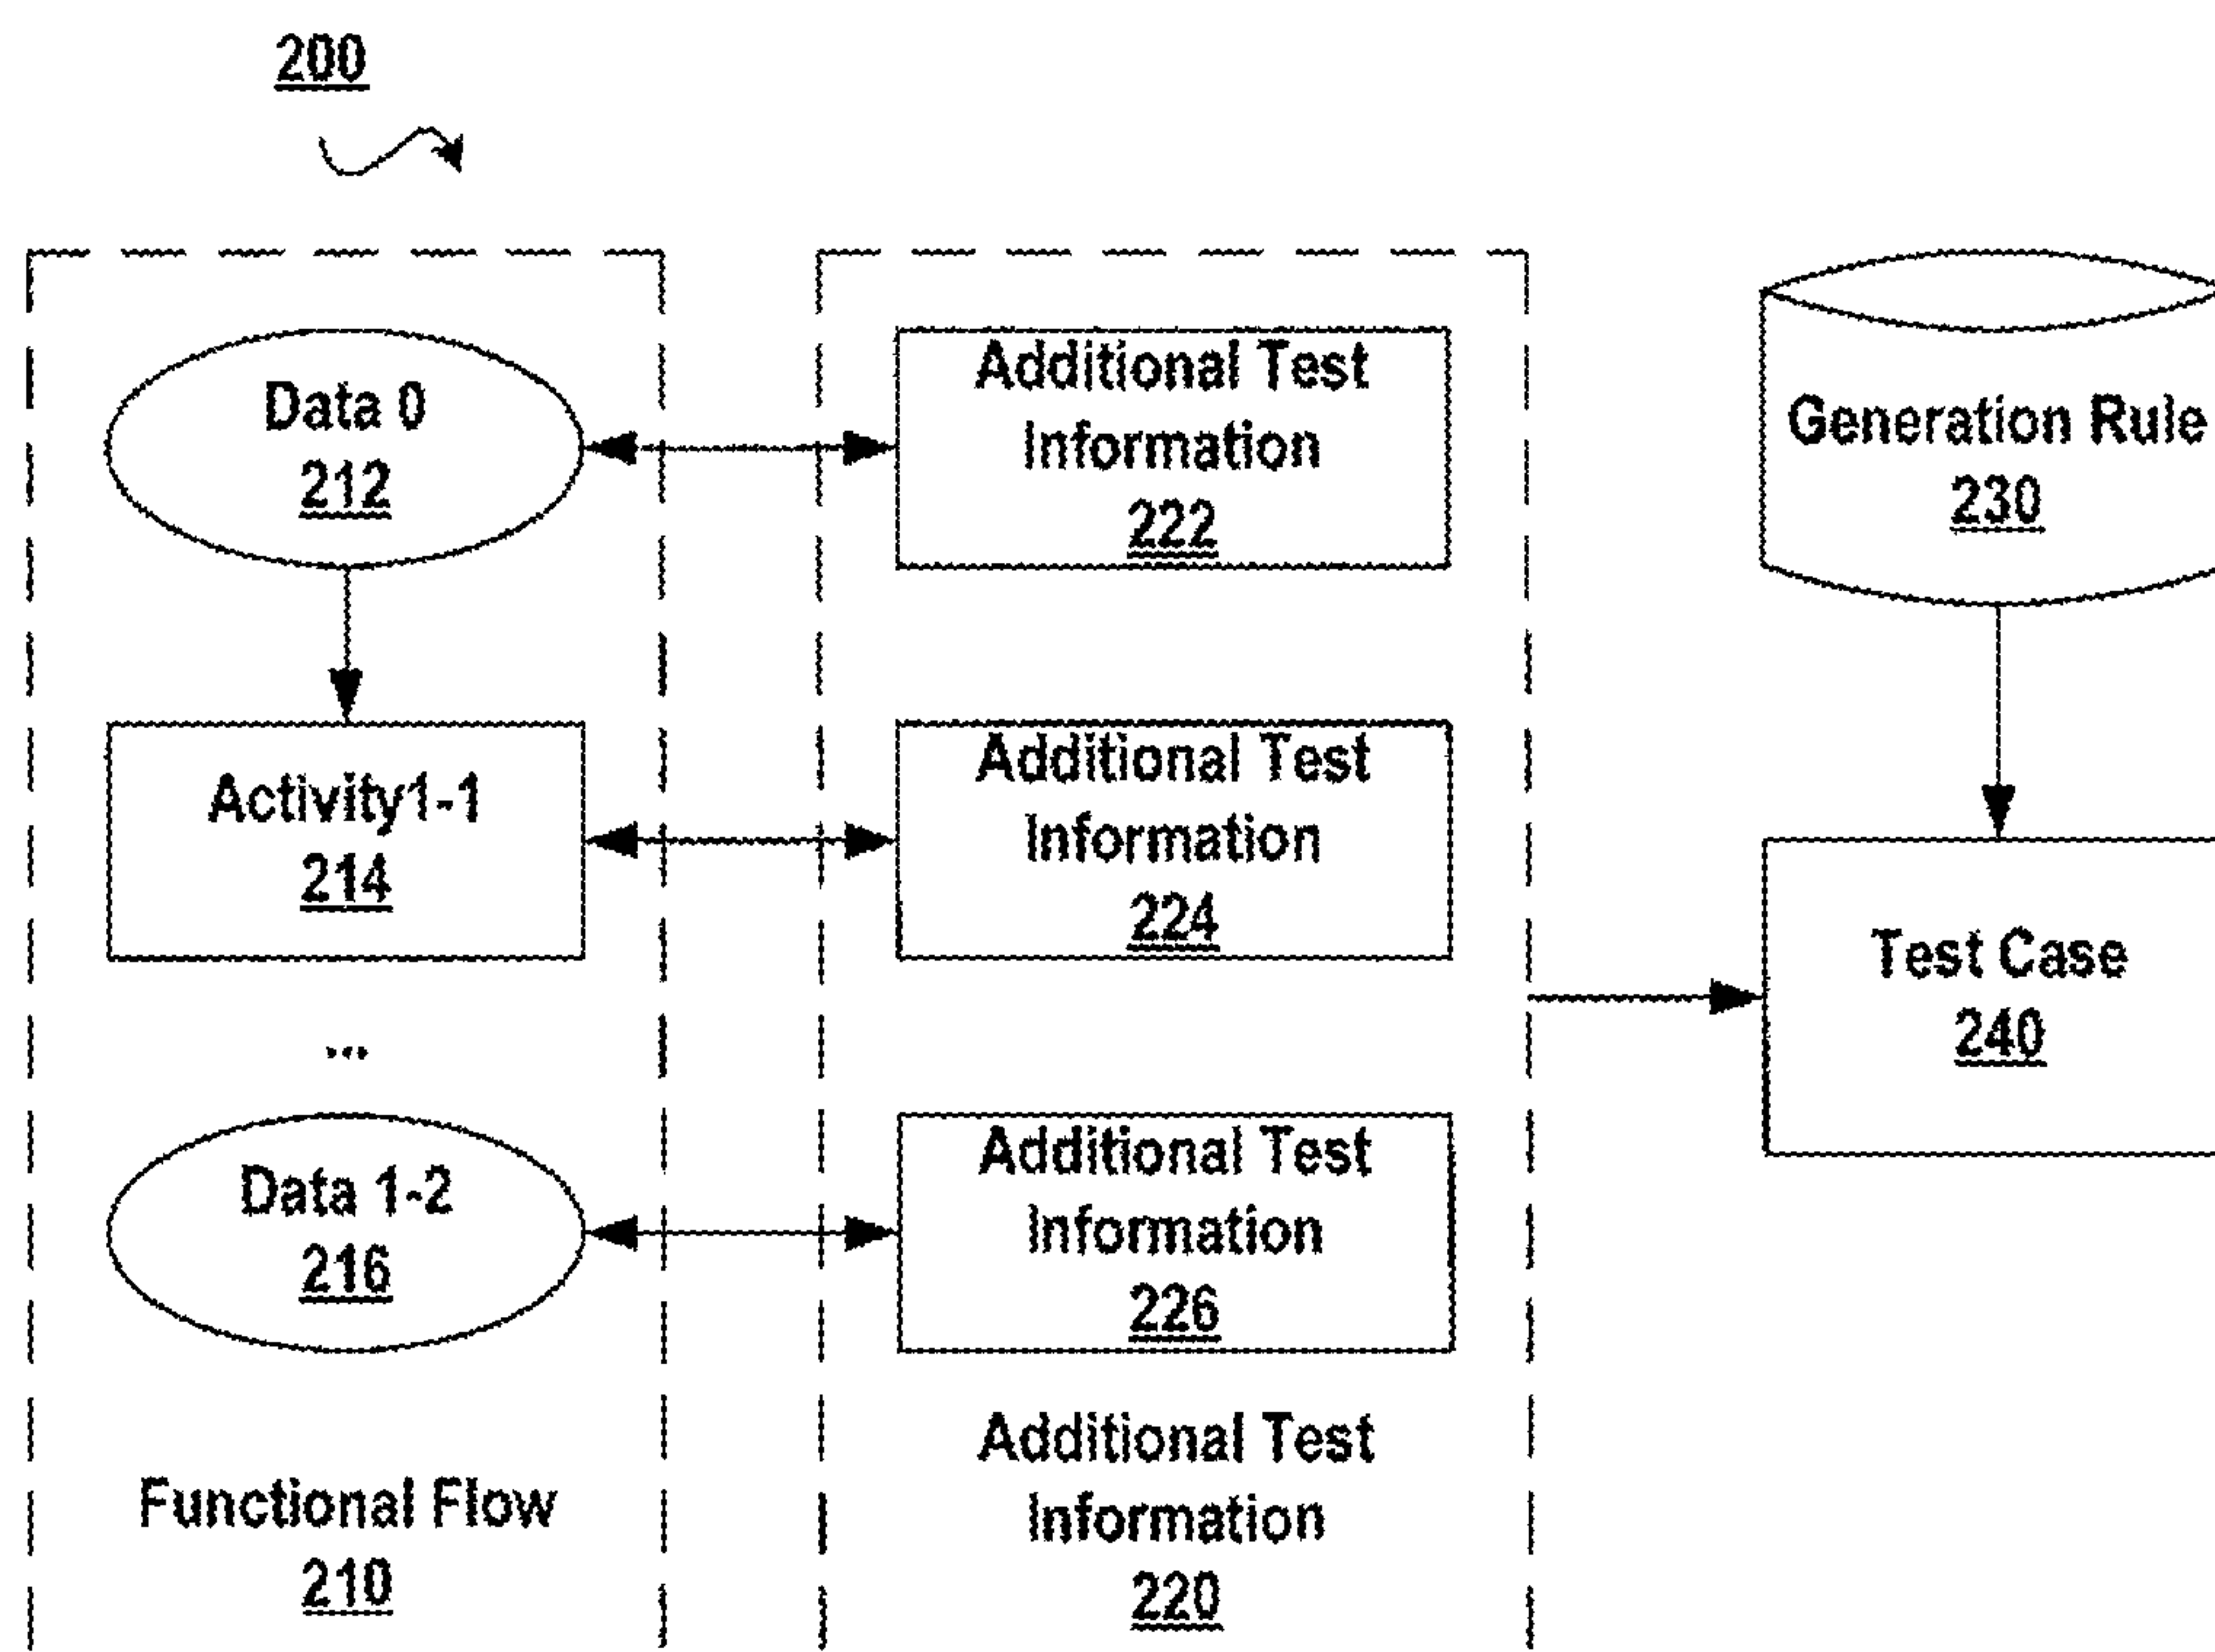 200
Data 0
212
Additional Test
Information
222
Generation Rule
230
Activity1-1
214
Additional Test
Information
224
Test Case
240
...
Data 1-2
216
Additional Test
Information
226
Functional Flow
210
Additional Test
Information
220